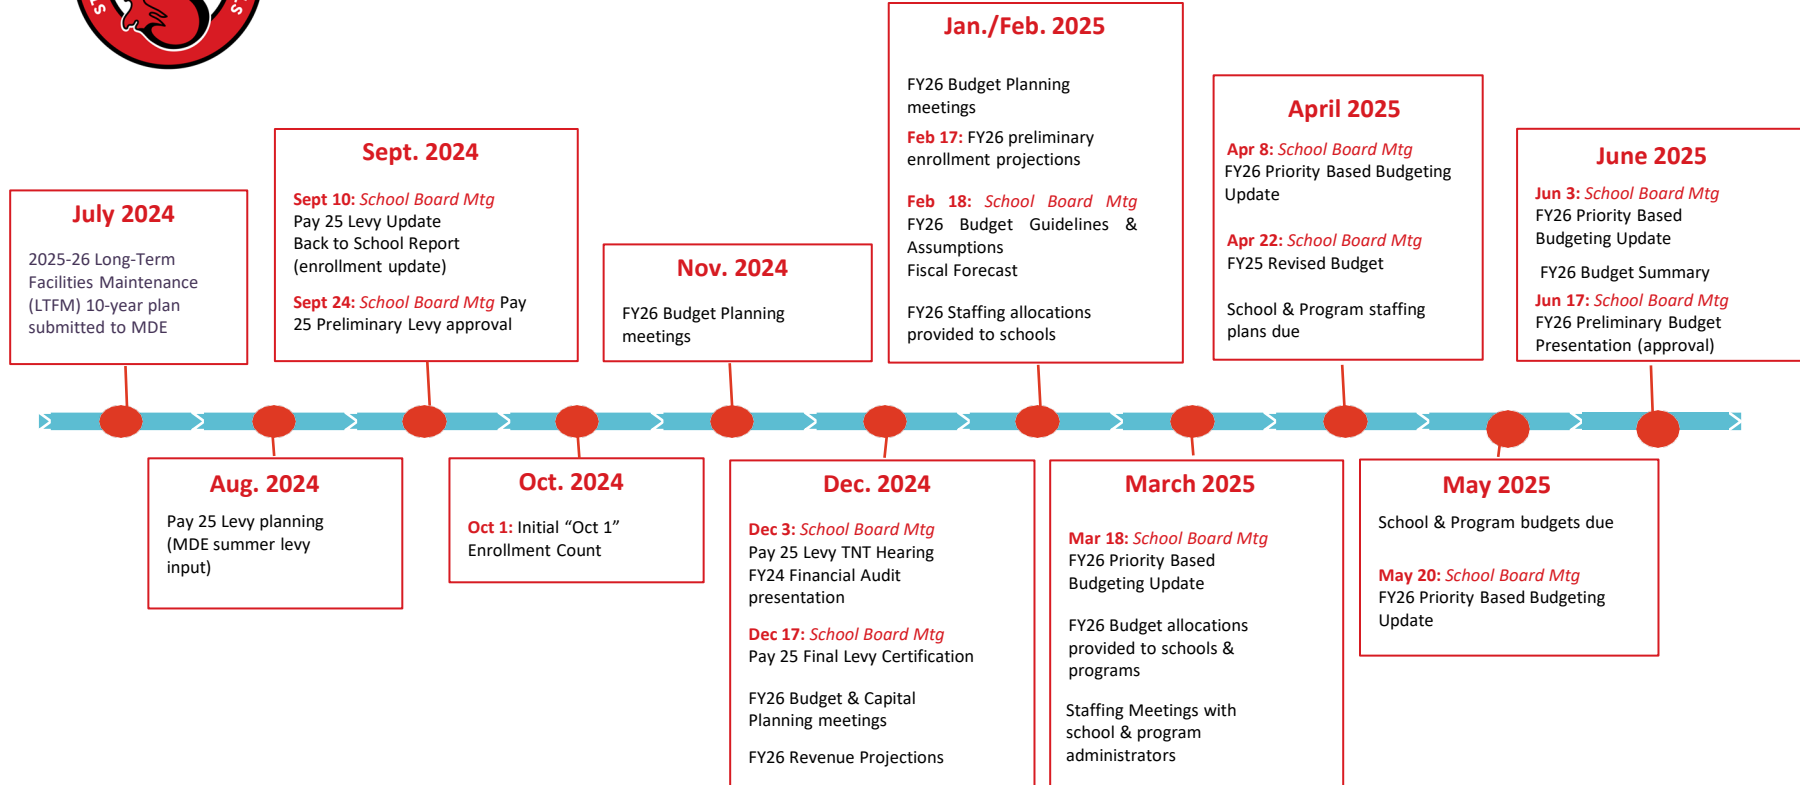 July 2024
2025-26 Long-Term
Facilities Maintenance
(LTFM) 10-year plan
submitted to MDE
Aug. 2024
Pay 25 Levy planning
(MDE summer levy
input)
Sept. 2024
Sept 10: School Board Mtg
Pay 25 Levy Update
Back to School Report
(enrollment update)
Sept 24: School Board Mtg Pay
25 Preliminary Levy approval
Oct. 2024
Oct 1: Initial “Oct 1”
Enrollment Count
Nov. 2024
FY26 Budget Planning
meetings
Dec. 2024
Dec 3: School Board Mtg
Pay 25 Levy TNT Hearing
FY24 Financial Audit
presentation
Dec 17: School Board Mtg
Pay 25 Final Levy Certification
FY26 Budget & Capital
Planning meetings
FY26 Revenue Projections
Jan./Feb. 2025
FY26 Budget Planning
meetings
Feb 17: FY26 preliminary
enrollment projections
Feb 18: School Board Mtg
FY26 Budget Guidelines &
Assumptions
Fiscal Forecast
FY26 Staffing allocations
provided to schools
March 2025
Mar 18: School Board Mtg
FY26 Priority Based
Budgeting Update
FY26 Budget allocations
provided to schools &
programs
Staffing Meetings with
school & program
administrators
April 2025
Apr 8: School Board Mtg
FY26 Priority Based Budgeting
Update
Apr 22: School Board Mtg
FY25 Revised Budget
School & Program staffing
plans due
May 2025
School & Program budgets due
May 20: School Board Mtg
FY26 Priority Based Budgeting
Update
June 2025
Jun 3: School Board Mtg
FY26 Priority Based
Budgeting Update
FY26 Budget Summary
Jun 17: School Board Mtg
FY26 Preliminary Budget
Presentation (approval)